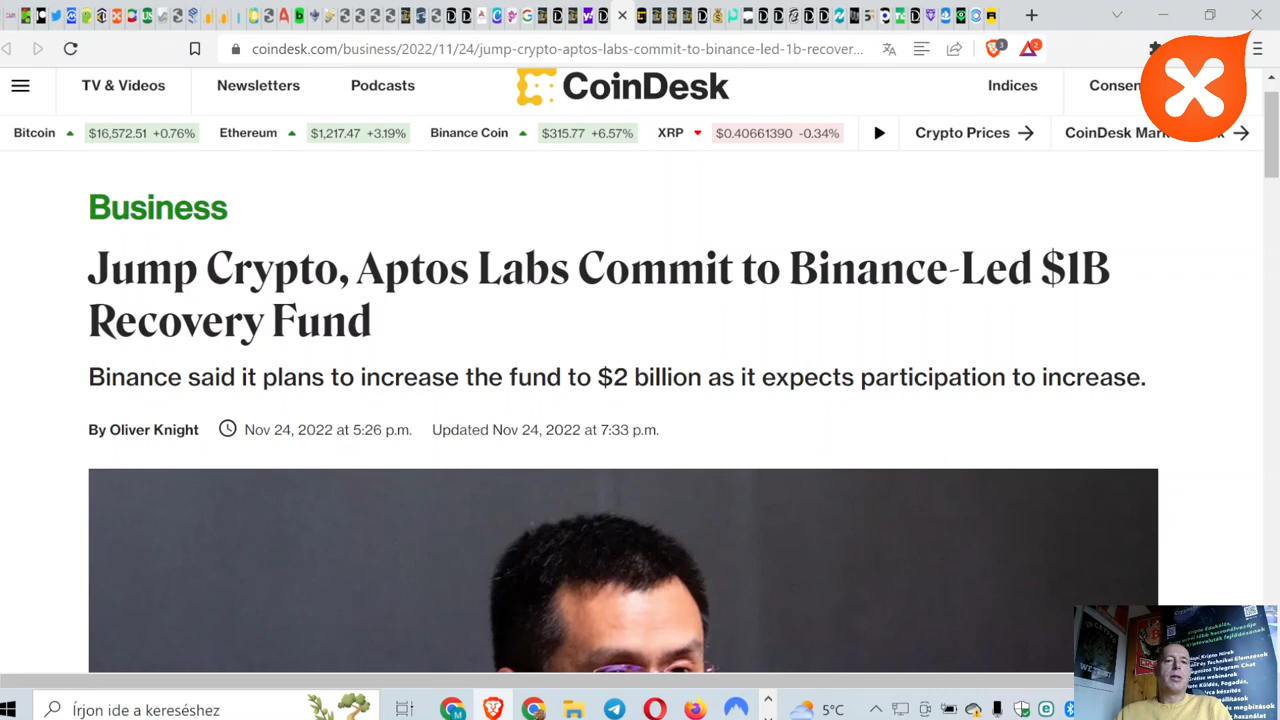 coindesk.com/business/2022/11/24/jump-crypto-aptos-labs-commit-to-binance-led-1b-recover...
3
2
TV & Videos
Newsletters
Podcasts
CoinDesk
Indices
Bitcoin $16,572.51 +0.76%
Ethereum $1,217.47 +3.19%
Binance Coin $315.77 +6.57%
XRP $0.40661390 -0.34%
Crypto Prices
CoinDesk
Business
Jump Crypto, Aptos Labs Commit to Binance-Led $1B
Recovery Fund
Binance said it plans to increase the fund to $2 billion as it expects participation to increase.
By Oliver Knight
Nov 24, 2022 at 5:26 p.m.
Updated Nov 24, 2022 at 7:33 p.m.
Írjon ide a kereséshez
5°C